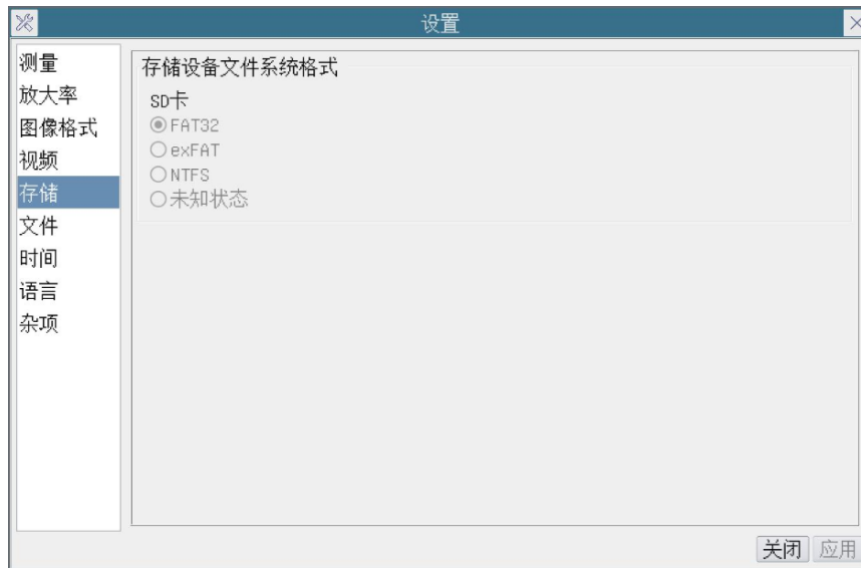 设置
测量
放大率
图像格式
视频
存储
文件
时间
语言
杂项
存储设备文件系统格式
SD卡
FAT32
exFAT
NTFS
未知状态
关闭
应用